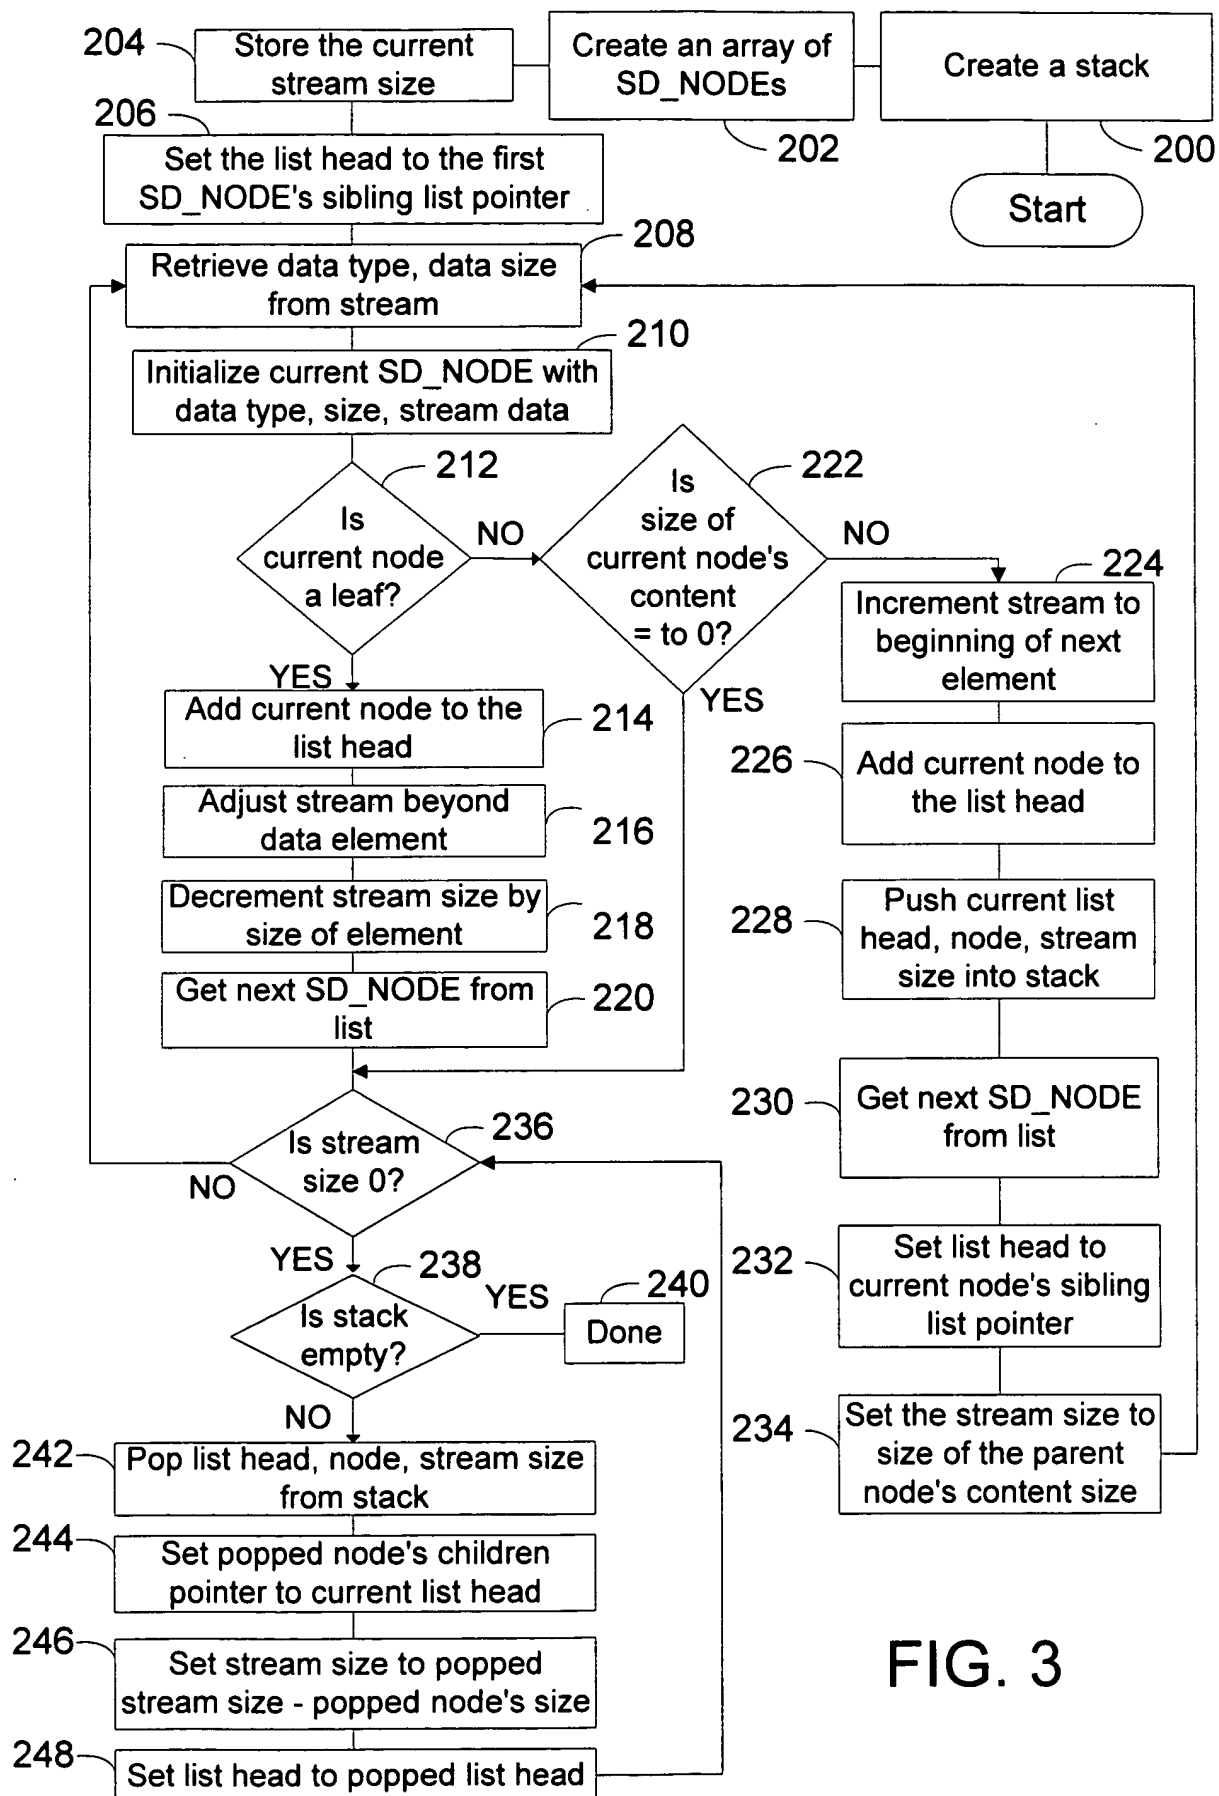 204
Store the current
stream size
Create an array of
SD_NODEs
202
Create a stack
200
Start
206
Set the list head to the first
SD_NODE's sibling list pointer
208
Retrieve data type, data size
from stream
210
Initialize current SD_NODE with
data type, size, stream data
212
Is
current node
a leaf?
NO
222
Is
size of
current node's
content
= to 0?
NO
YES
YES
224
Increment stream to
beginning of next
element
214
Add current node to the
list head
226
Add current node to
the list head
216
Adjust stream beyond
data element
218
Decrement stream size by
size of element
228
Push current list
head, node, stream
size into stack
220
Get next SD_NODE from
list
230
Get next SD_NODE
from list
236
Is stream
size 0?
NO
YES
232
Set list head to
current node's sibling
list pointer
238
Is stack
empty?
YES
240
Done
NO
234
Set the stream size to
size of the parent
node's content size
242
Pop list head, node, stream size
from stack
244
Set popped node's children
pointer to current list head
246
Set stream size to popped
stream size - popped node's size
248
Set list head to popped list head
FIG. 3